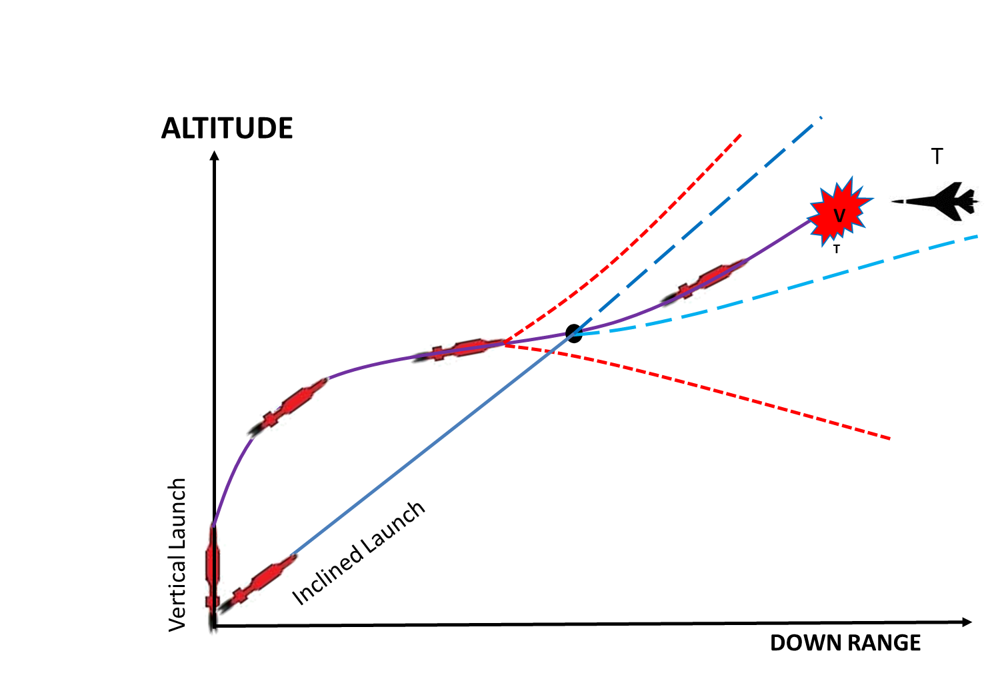 ALTITUDE
T
V
T
Vertical Launch
Inclined Launch
DOWN RANGE